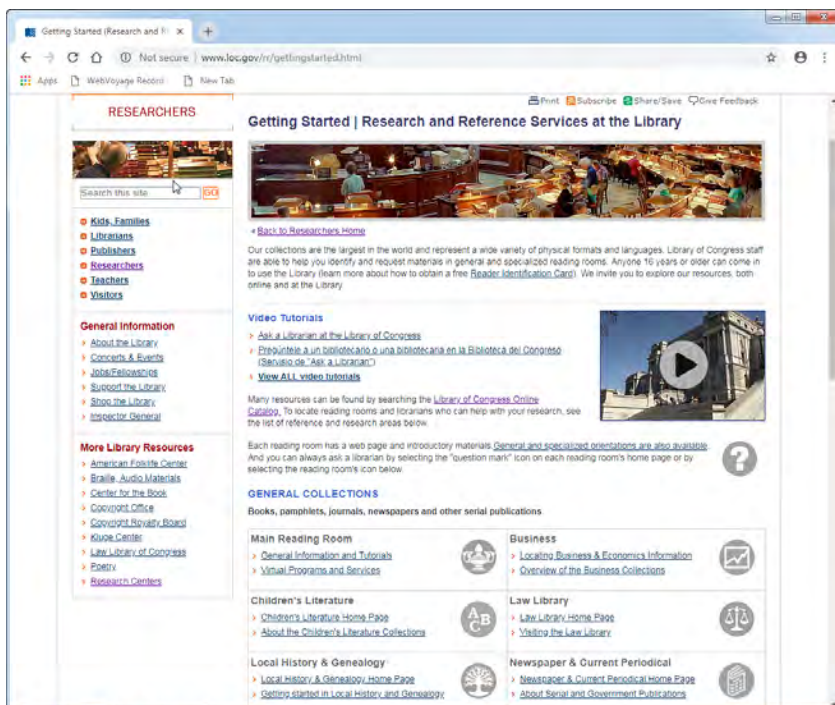 Getting Started (Research and R
Not secure | www.loc.gov/rr/gettingstarted.html
Apps WebVoyage Record New Tab
RESEARCHERS
Search this site GO
Kids, Families
Librarians
Publishers
Researchers
Teachers
Visitors
General Information
About the Library
Concerts & Events
Jobs/Fellowships
Support the Library
Shop the Library
Inspector General
More Library Resources
American Folklife Center
Braille, Audio Materials
Center for the Book
Copyright Office
Copyright Royalty Board
Kluge Center
Law Library of Congress
Poetry
Research Centers
Print Subscribe Share/Save Give Feedback
Getting Started | Research and Reference Services at the Library
Back to Researchers Home
Our collections are the largest in the world and represent a wide variety of physical formats and languages. Library of Congress staff
are able to help you identify and request materials in general and specialized reading rooms. Anyone 16 years or older can come in
to use the Library (learn more about how to obtain a free Reader Identification Card). We invite you to explore our resources, both
online and at the Library.
Video Tutorials
Ask a Librarian at the Library of Congress
Pregúntele a un bibliotecario o una bibliotecaria en la Biblioteca del Congreso
(Servisio de "Ask a Librarian")
View ALL video tutorials
Many resources can be found by searching the Library of Congress Online
Catalog. To locate reading rooms and librarians who can help with your research, see
the list of reference and research areas below.
Each reading room has a web page and introductory materials. General and specialized orientations are also available.
And you can always ask a librarian by selecting the "question mark" icon on each reading room's home page or by
selecting the reading room's icon below.
?
GENERAL COLLECTIONS
Books, pamphlets, journals, newspapers and other serial publications
Main Reading Room
General Information and Tutorials
Virtual Programs and Services
Business
Locating Business & Economics Information
Overview of the Business Collections
Children's Literature
Children's Literature Home Page
About the Children's Literature Collections
A B C
Law Library
Law Library Home Page
Visiting the Law Library
Local History & Genealogy
Local History & Genealogy Home Page
Getting started in Local History and Genealogy
Newspaper & Current Periodical
Newspaper & Current Periodical Home Page
About Serial and Government Publications